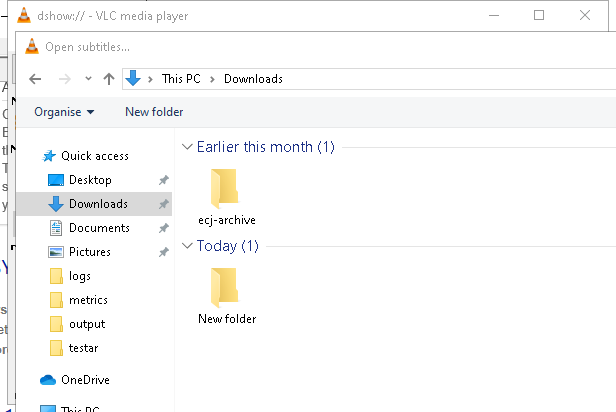 dshow:// - VLC media player
Open subtitles...
This PC > Downloads
Organise New folder
Quick access
Desktop
Downloads
Documents
Pictures
logs
metrics
output
testar
OneDrive
This PC
Earlier this month (1)
ecj-archive
Today (1)
New folder